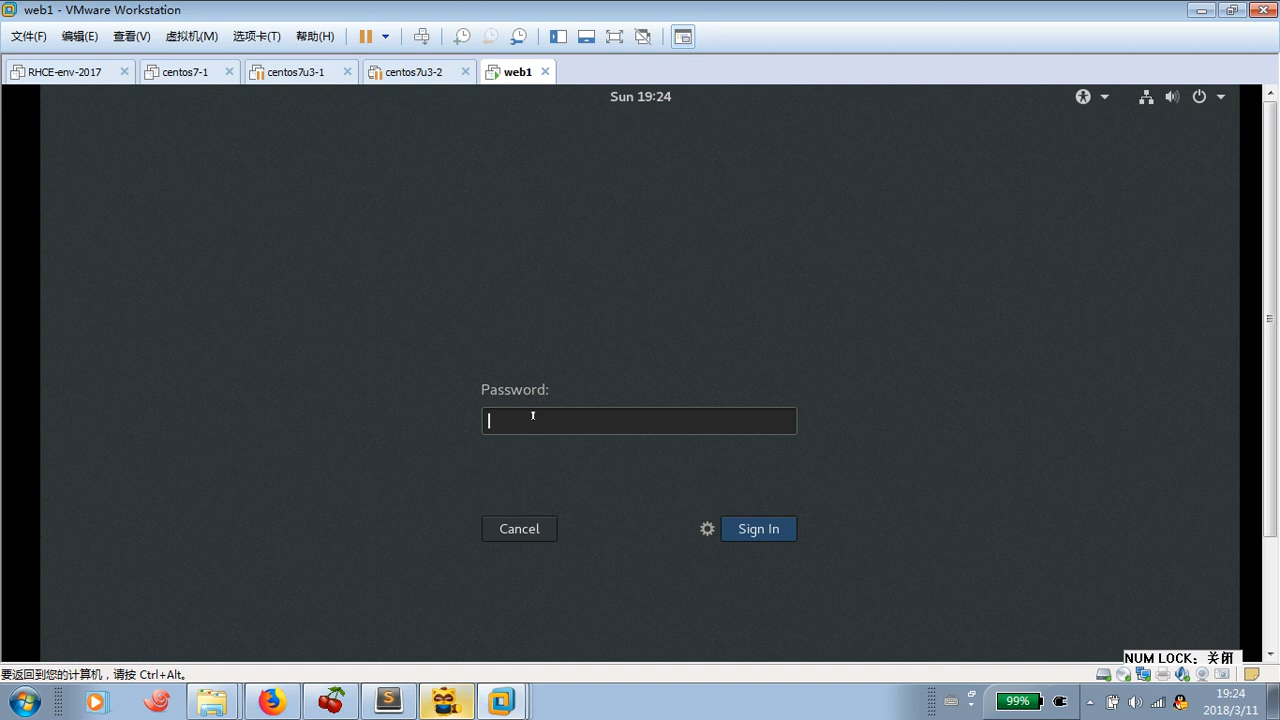 web1 - VMware Workstation
文件(F) 编辑(E) 查看(V) 虚拟机(M) 选项卡(T) 帮助(H)
RHCE-env-2017 centos7-1 centos7u3-1 centos7u3-2 web1
Sun 19:24
Password:
Cancel Sign In
NUM LOCK: 关闭
要返回到您的计算机，请按 Ctrl+Alt。
99% 19:24
2018/3/11